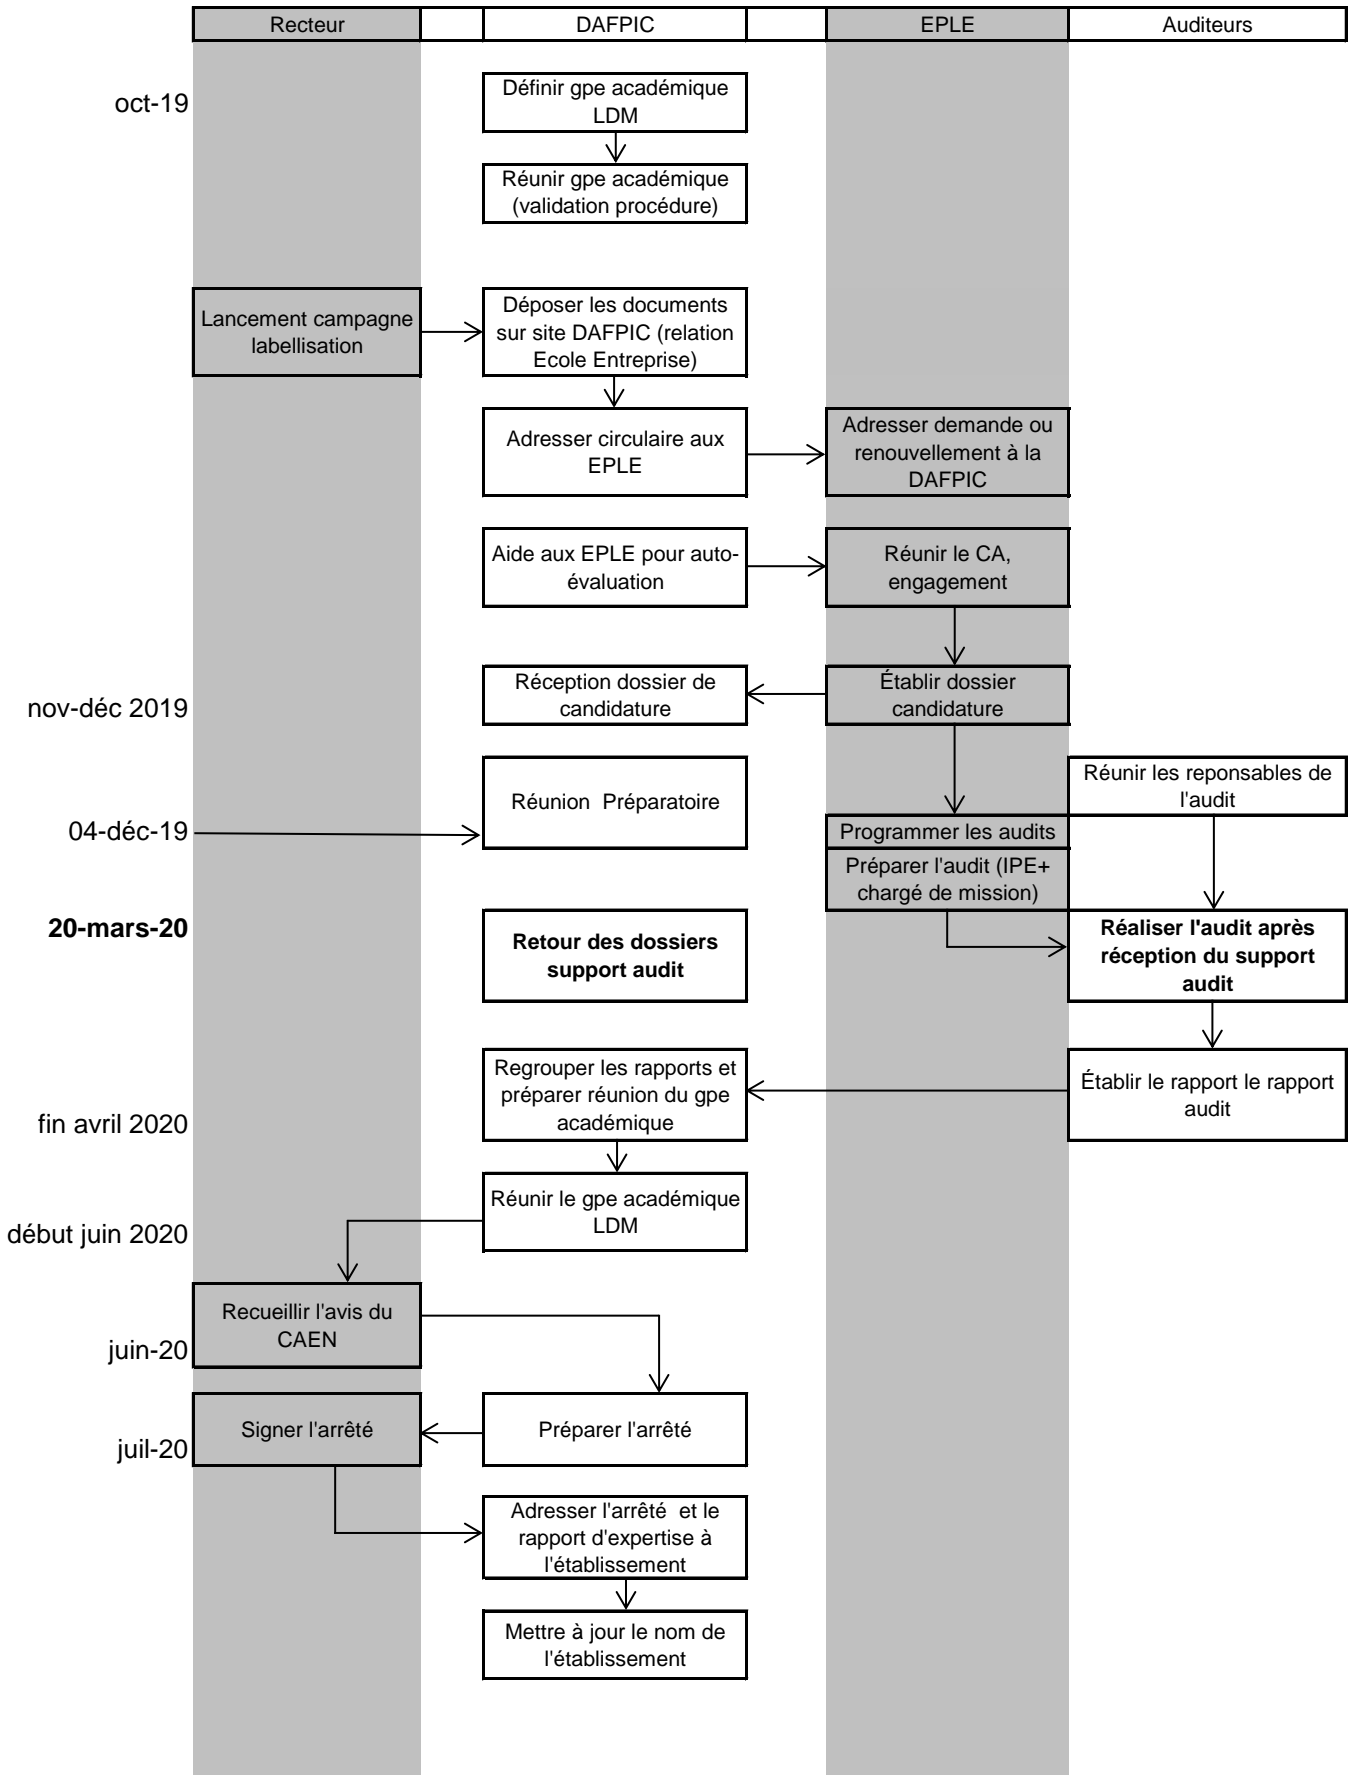 Recteur DAFPIC EPLE Auditeurs
oct-19
Définir gpe académique
LDM
Réunir gpe académique
(validation procédure)
Lancement campagne
labellisation
Déposer les documents
sur site DAFPIC (relation
Ecole Entreprise)
Adresser circulaire aux
EPLE
Adresser demande ou
renouvellement à la
DAFPIC
Aide aux EPLE pour auto-
évaluation
Réunir le CA,
engagement
nov-déc 2019
Réception dossier de
candidature
Établir dossier
candidature
04-déc-19
Réunion Préparatoire
Réunir les reponsables de
l'audit
Programmer les audits
Préparer l'audit (IPE+
chargé de mission)
20-mars-20
Retour des dossiers
support audit
Réaliser l'audit après
réception du support
audit
fin avril 2020
Regrouper les rapports et
préparer réunion du gpe
académique
Établir le rapport le rapport
audit
début juin 2020
Réunir le gpe académique
LDM
juin-20
Recueillir l'avis du
CAEN
juil-20
Signer l'arrêté
Préparer l'arrêté
Adresser l'arrêté et le
rapport d'expertise à
l'établissement
Mettre à jour le nom de
l'établissement